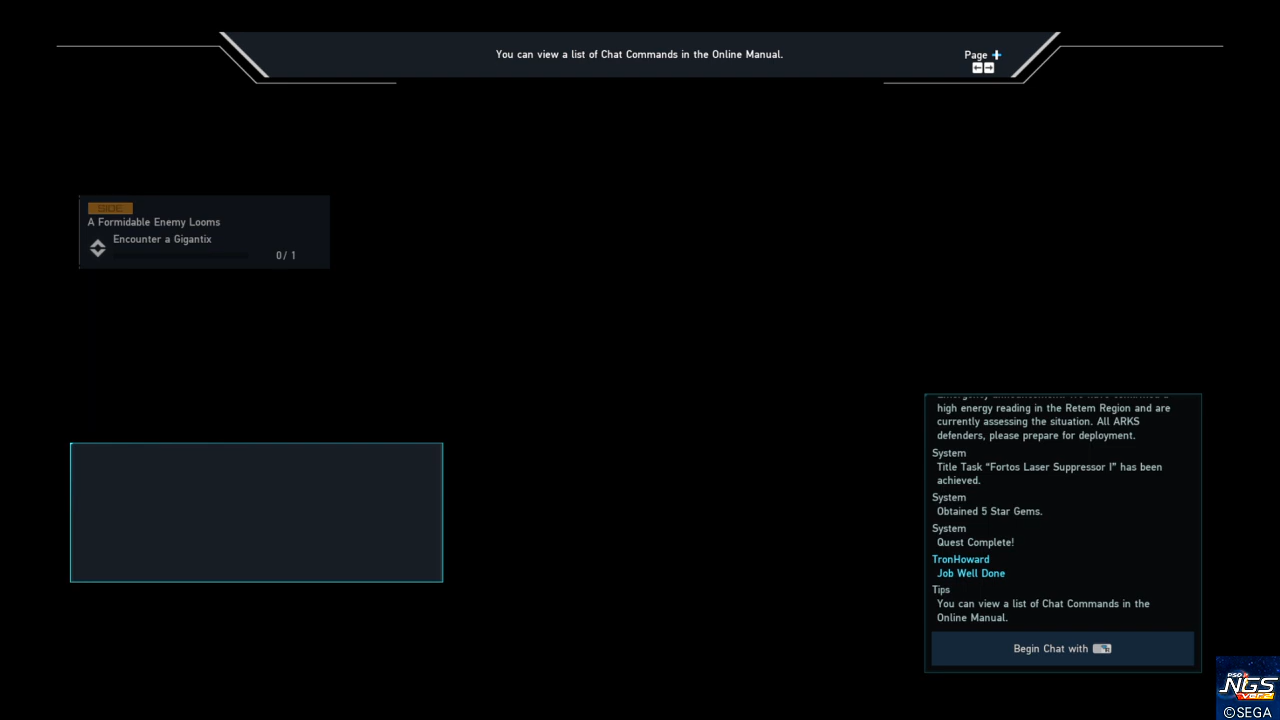 You can view a list of Chat Commands in the Online Manual.
Page
SIDE
A Formidable Enemy Looms
Encounter a Gigantix
0/ 1
high energy reading in the Retem Region and are
currently assessing the situation. All ARKS
defenders, please prepare for deployment.
System
Title Task “Fortos Laser Suppressor I” has been
achieved.
System
Obtained 5 Star Gems.
System
Quest Complete!
TronHoward
Job Well Done
Tips
You can view a list of Chat Commands in the
Online Manual.
Begin Chat with
PSO2
NGS
ver.2
©SEGA